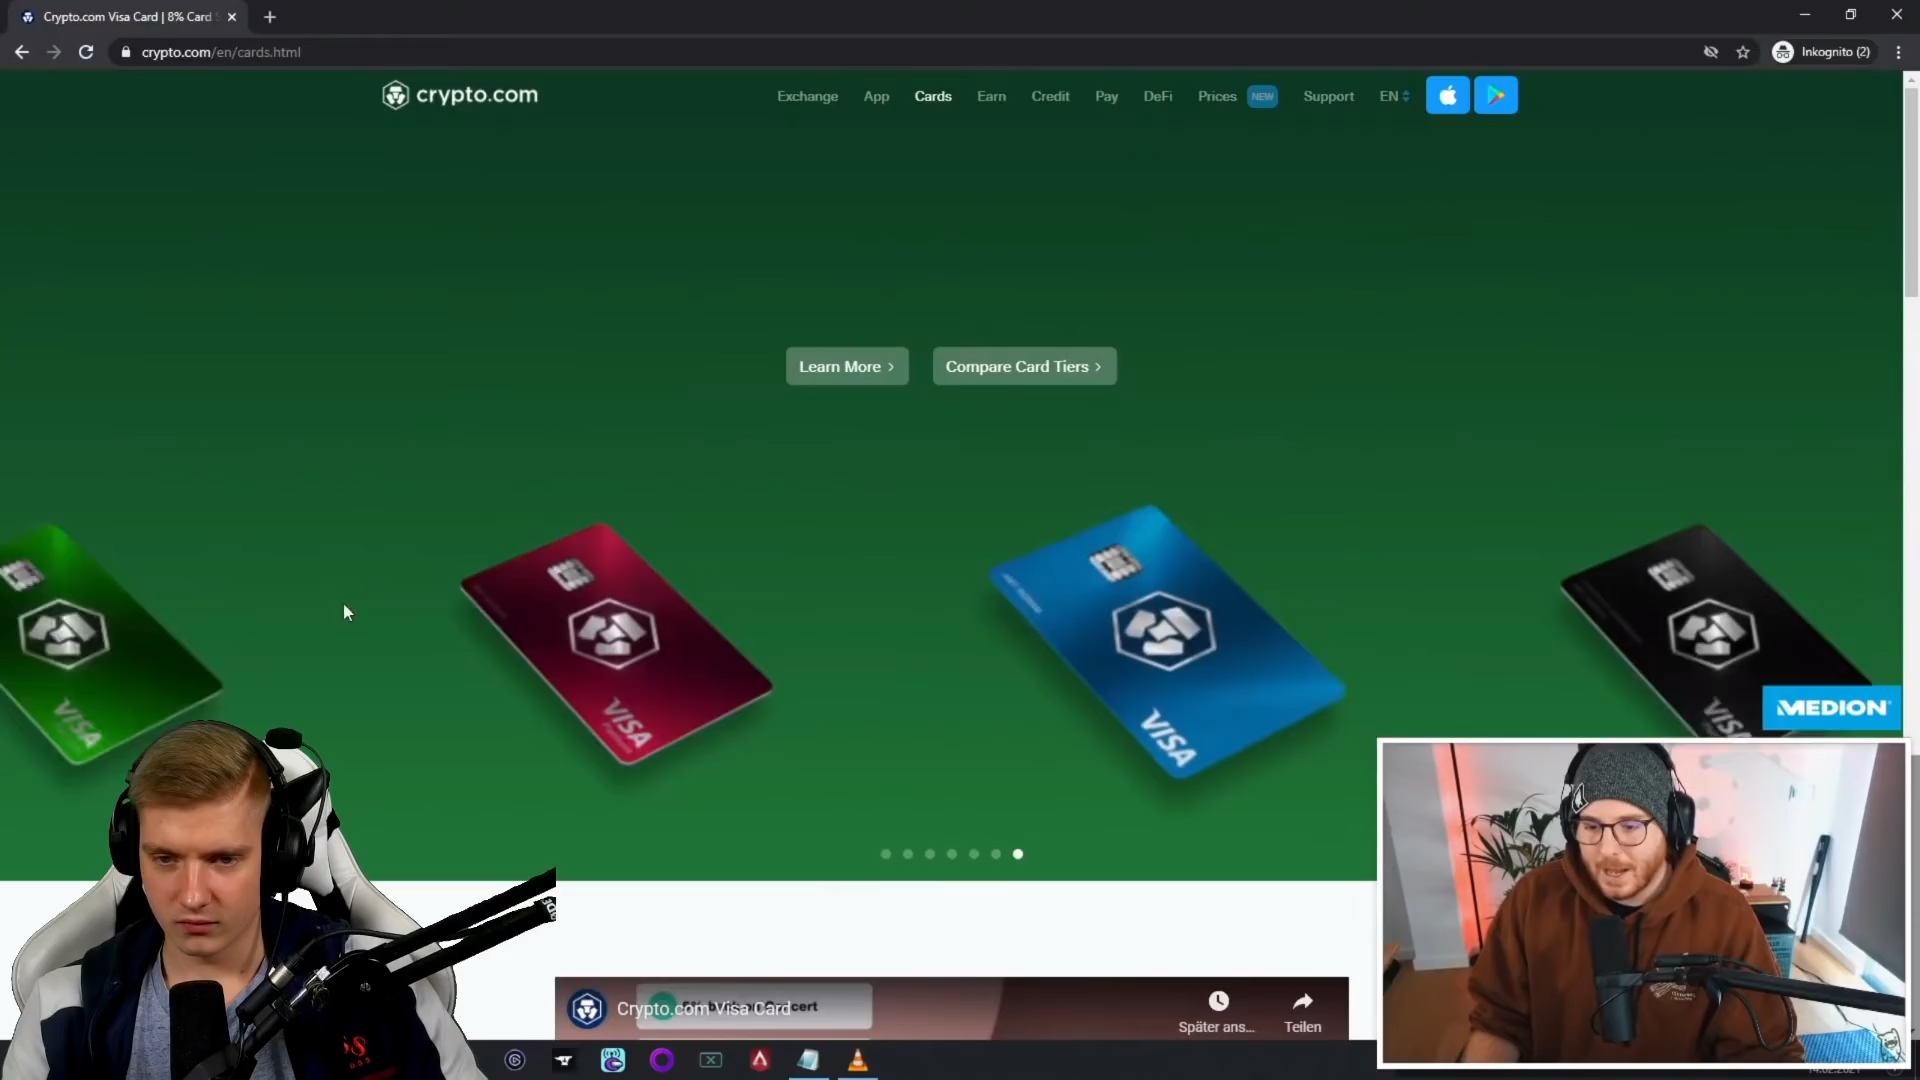 Crypto.com Visa Card | 8% Card
crypto.com/en/cards.html
Inkognito (2)
crypto.com
Exchange
App
Cards
Earn
Credit
Pay
DeFi
Prices
NEW
Support
EN
Learn More
Compare Card Tiers
VISA
VISA
VISA
VISA
MEDION
Crypto.com Visa Card
Später ans...
Teilen